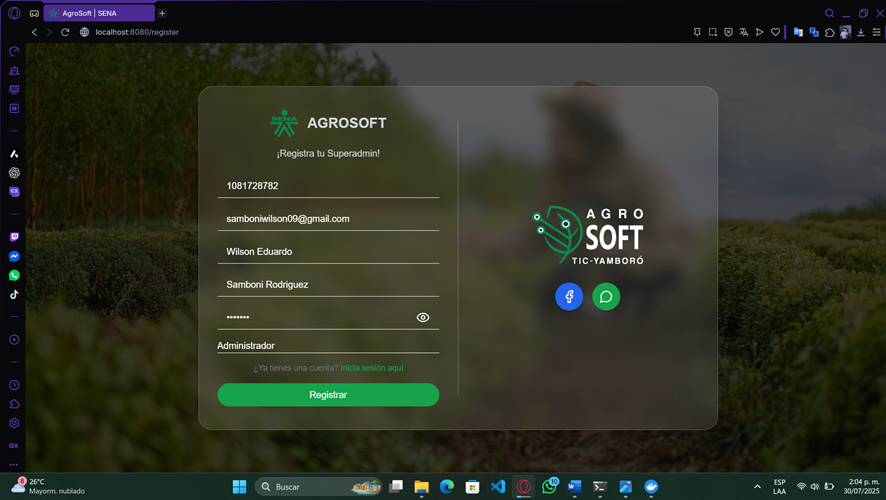 AgroSoft | SENA
localhost:8080/register
SENA
AGROSOFT
¡Registra tu Superadmin!
1081728782
samboniwilson09@gmail.com
Wilson Eduardo
Samboni Rodriguez
•••••••
Administrador
¿Ya tienes una cuenta? Inicia sesión aquí
Registrar
AGRO
SOFT
TIC-YAMBORÓ
8
26°C
Mayorm. nublado
Buscar
10
ESP
LAA
2:04 p. m.
30/07/2025